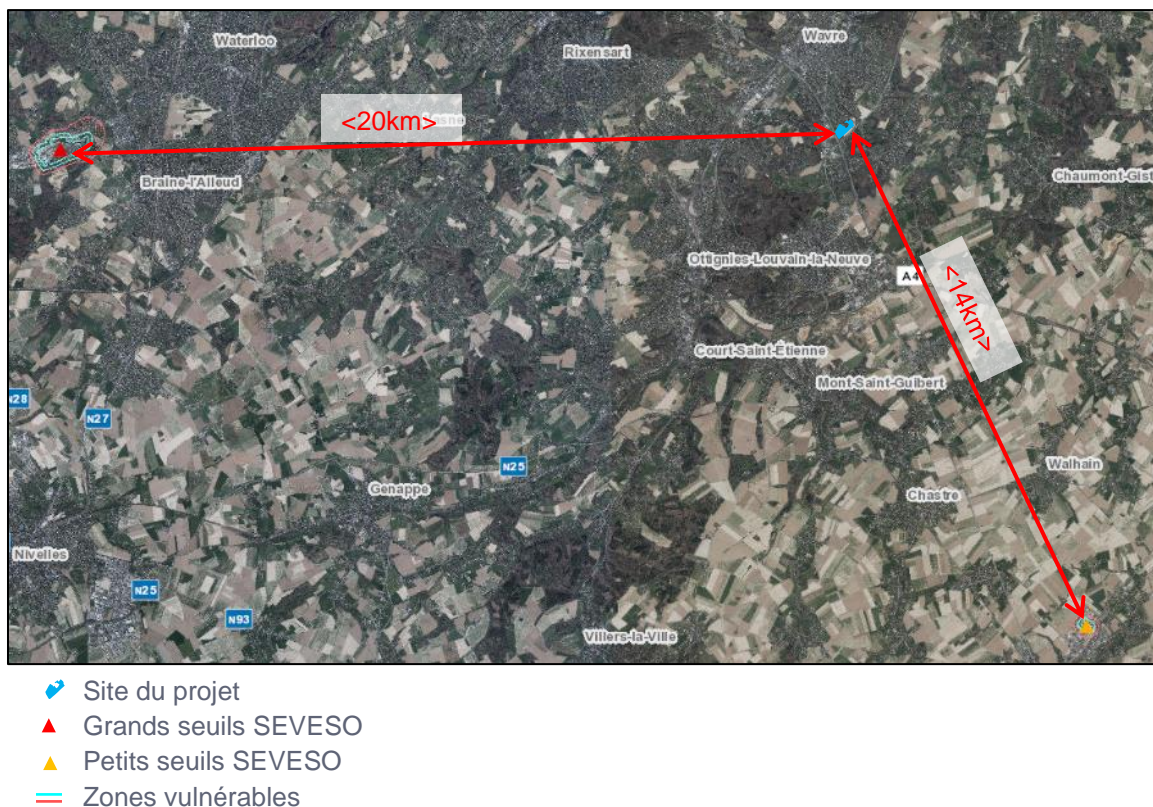 Waterloo
Wavre
Rixensart
<20km>
Braine-l'Alleud
Chaumont-Gist
Ottignies-Louvain-la-Neuve
A4
<14km>
Court-Saint-Étienne
Mont-Saint-Guibert
N28
N27
N25
Walhain
Genappe
Chastre
Nivelles
N25
N93
Villers-la-Ville
Site du projet
Grands seuils SEVESO
Petits seuils SEVESO
Zones vulnérables